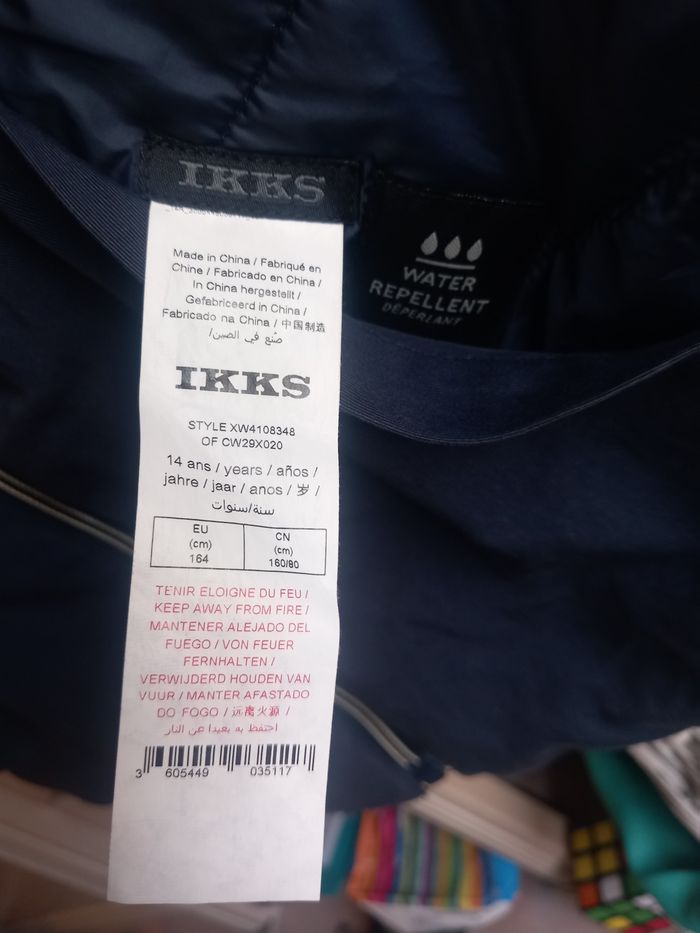 IKKS
WATER
REPELLENT
DÉPERLANT
Made in China / Fabriqué en
Chine / Fabricado en China /
In China hergestellt /
Gefabriceerd in China /
Fabricado na China / 中国制造
صنع في الصين/
IKKS
STYLE XW4108348
OF CW29X020
14 ans / years / años /
jahre / jaar / anos / 岁 /
سنة/سنوات
EU
(cm)
164
CN
(cm)
160/80
TENIR ELOIGNE DU FEU /
KEEP AWAY FROM FIRE /
MANTENER ALEJADO DEL
FUEGO / VON FEUER
FERNHALTEN /
VERWIJDERD HOUDEN VAN
VUUR / MANTER AFASTADO
DO FOGO / 远离火源 /
احتفظ به بعيدا عن النار
3 605449 035117